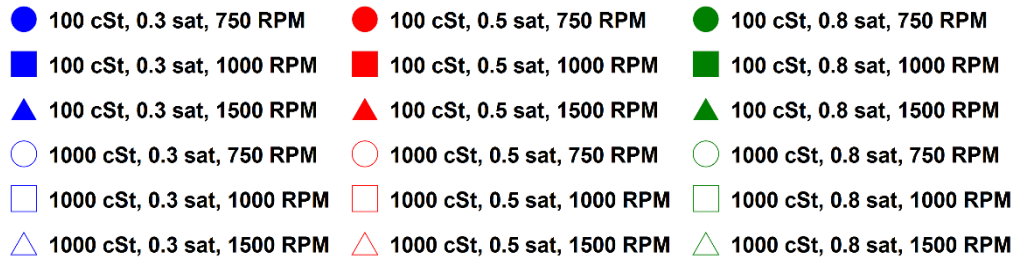 100 cSt, 0.3 sat, 750 RPM 100 cSt, 0.5 sat, 750 RPM 100 cSt, 0.8 sat, 750 RPM
100 cSt, 0.3 sat, 1000 RPM 100 cSt, 0.5 sat, 1000 RPM 100 cSt, 0.8 sat, 1000 RPM
100 cSt, 0.3 sat, 1500 RPM 100 cSt, 0.5 sat, 1500 RPM 100 cSt, 0.8 sat, 1500 RPM
1000 cSt, 0.3 sat, 750 RPM 1000 cSt, 0.5 sat, 750 RPM 1000 cSt, 0.8 sat, 750 RPM
1000 cSt, 0.3 sat, 1000 RPM 1000 cSt, 0.5 sat, 1000 RPM 1000 cSt, 0.8 sat, 1000 RPM
1000 cSt, 0.3 sat, 1500 RPM 1000 cSt, 0.5 sat, 1500 RPM 1000 cSt, 0.8 sat, 1500 RPM